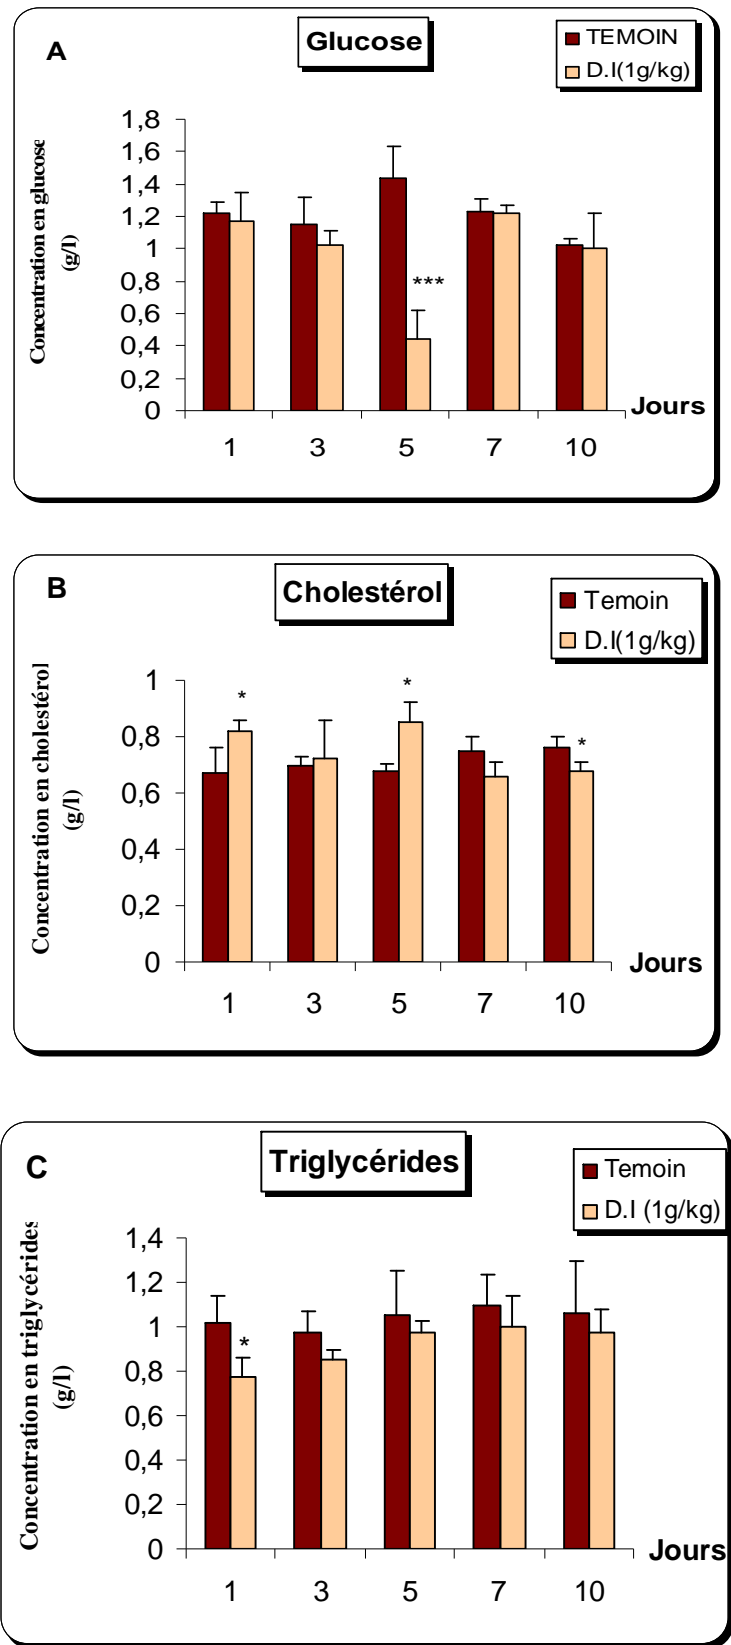 A
Glucose
TEMOIN
D.I(1g/kg)
Concentration en glucose
(g/l)
1,8
1,6
1,4
1,2
1
0,8
0,6
0,4
0,2
0
***
Jours
1 3 5 7 10
B
Cholestérol
Temoin
D.I(1g/kg)
Concentration en cholestérol
(g/l)
1
0,8
0,6
0,4
0,2
0
* * *
Jours
1 3 5 7 10
C
Triglycérides
Temoin
D.I (1g/kg)
Concentration en triglycérides
(g/l)
1,4
1,2
1
0,8
0,6
0,4
0,2
0
*
Jours
1 3 5 7 10